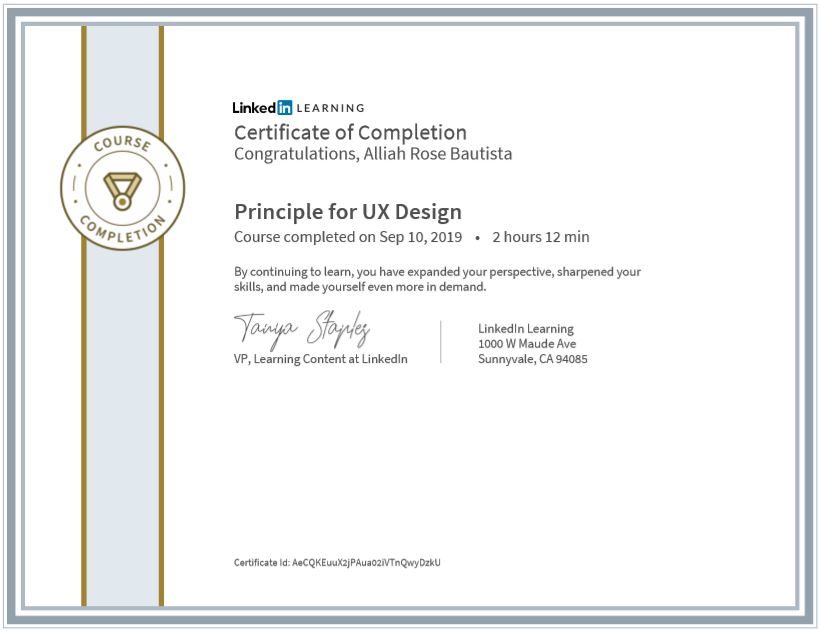 COURSE
COMPLETION
Linked in LEARNING
Certificate of Completion
Congratulations, Alliah Rose Bautista
Principle for UX Design
Course completed on Sep 10, 2019 • 2 hours 12 min
By continuing to learn, you have expanded your perspective, sharpened your
skills, and made yourself even more in demand.
Tanya Staples
VP, Learning Content at LinkedIn
LinkedIn Learning
1000 W Maude Ave
Sunnyvale, CA 94085
Certificate Id: AeCQKEuuX2jPAua02iVTnQwyDzkU